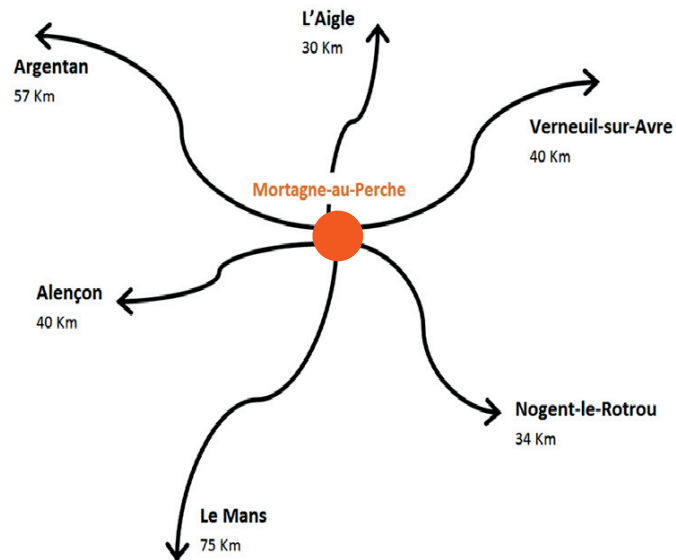 L'Aigle
30 Km
Argentan
57 Km
Verneuil-sur-Avre
40 Km
Mortagne-au-Perche
Alençon
40 Km
Nogent-le-Rotrou
34 Km
Le Mans
75 Km